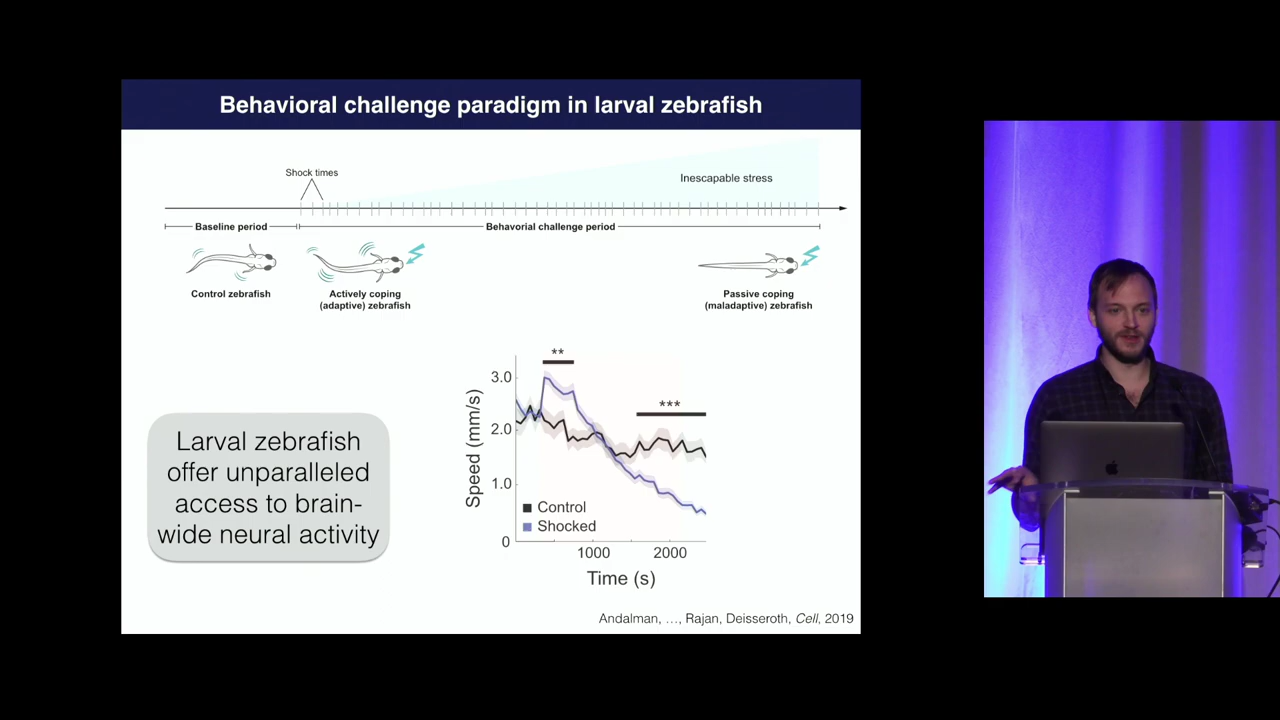 Behavioral challenge paradigm in larval zebrafish
Shock times
Inescapable stress
Baseline period
Behavorial challenge period
Control zebrafish
Actively coping
(adaptive) zebrafish
Passive coping
(maladaptive) zebrafish
Larval zebrafish
offer unparalleled
access to brain-
wide neural activity
**
***
3.0
2.0
1.0
0
Speed (mm/s)
Control
Shocked
1000
2000
Time (s)
Andalman, ..., Rajan, Deisseroth, Cell, 2019